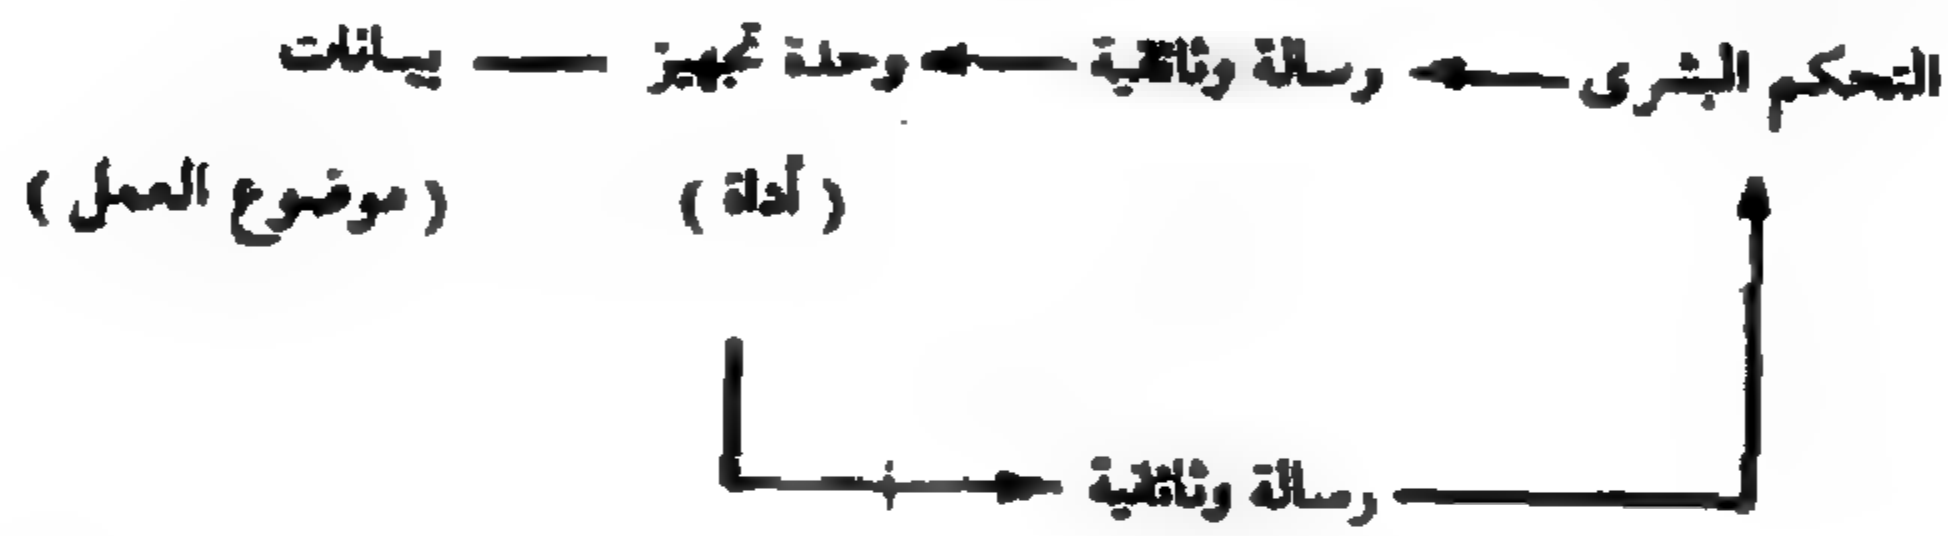 التحكم البشرى رسالة وثائقية وحدة تجهيز بيانات
( أداة ) ( موضوع العمل )
رسالة وثائقية